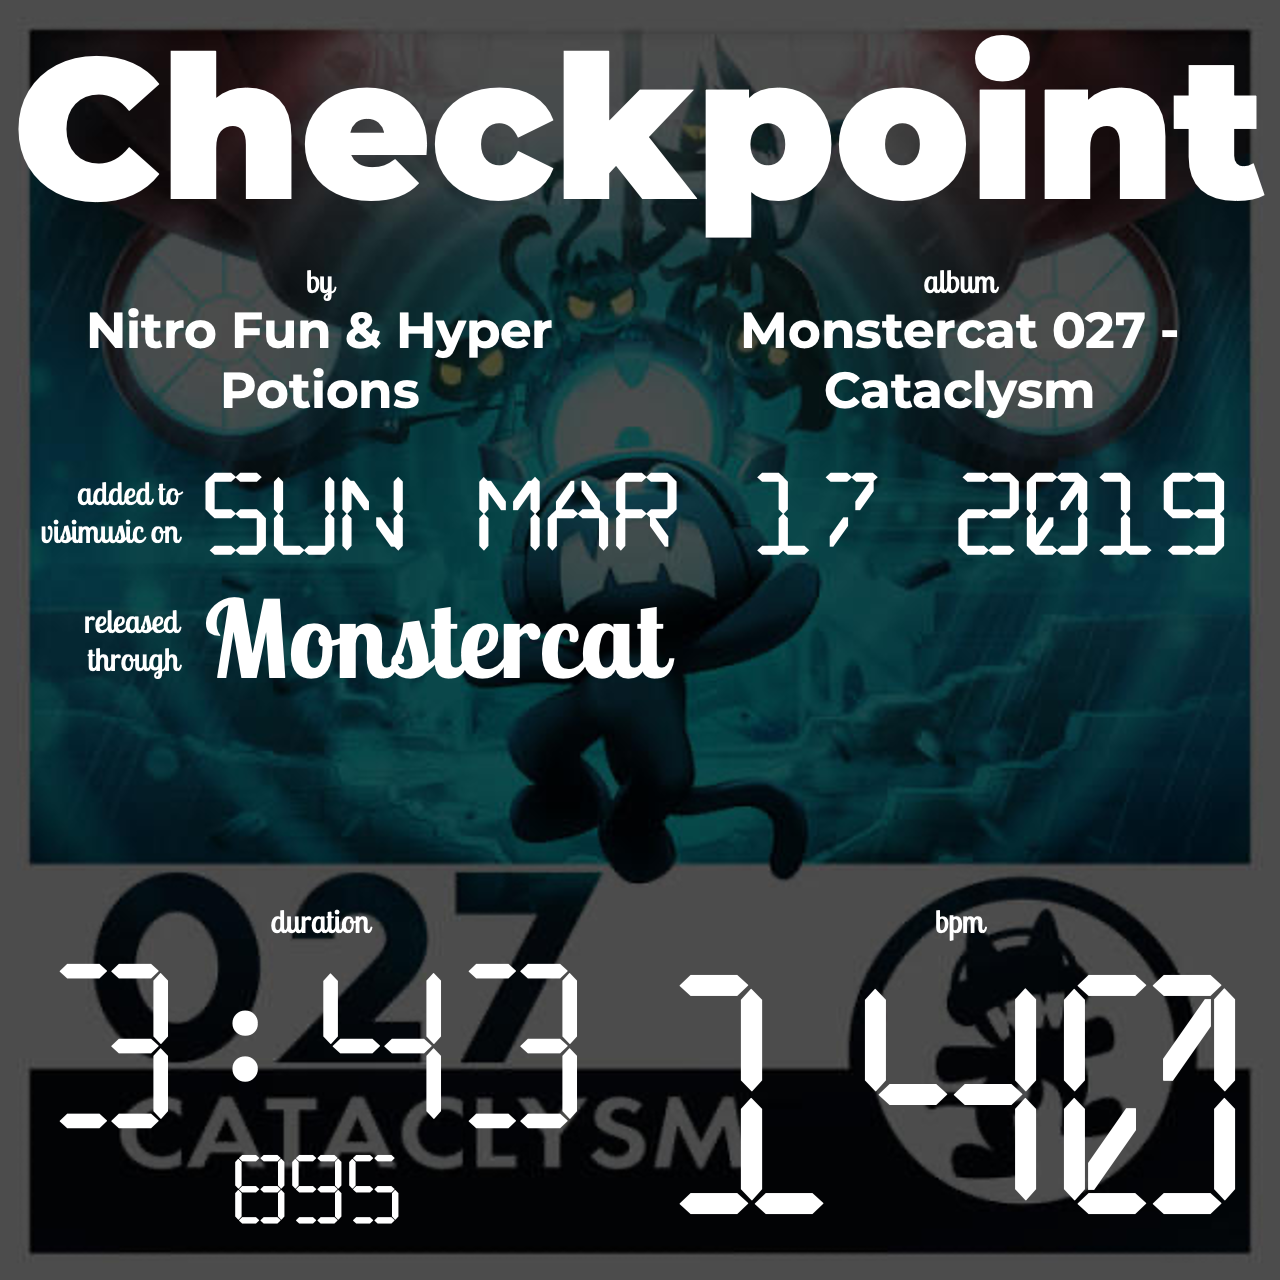 Checkpoint
by
Nitro Fun & Hyper
Potions
album
Monstercat 027 -
Cataclysm
added to
visimusic on
SUN MAR 17 2019
released
through
Monstercat
027
CATACLYSM
duration
3:43
895
bpm
140